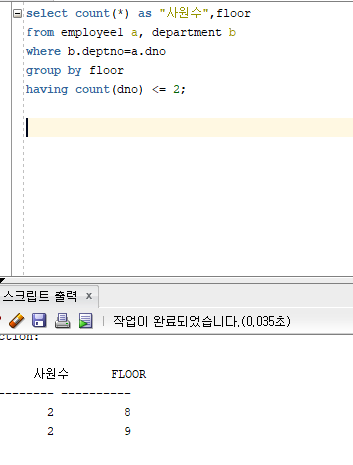 select count(*) as "사원수",floor
from employee1 a, department b
where b.deptno=a.dno
group by floor
having count(dno) <= 2;
스크립트 출력 x
작업이 완료되었습니다.(0,035초)
ction:
사원수 FLOOR
-------- ----------
2 8
2 9